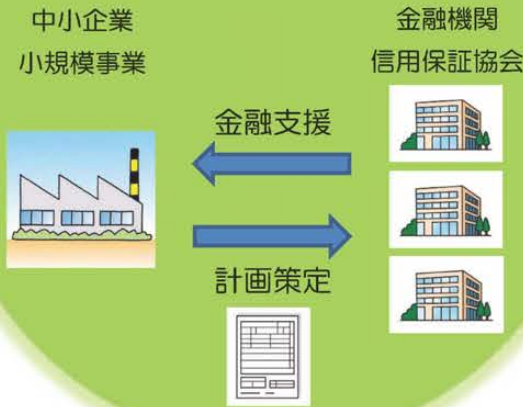 中小企業
小規模事業
金融機関
信用保証協会
金融支援
計画策定